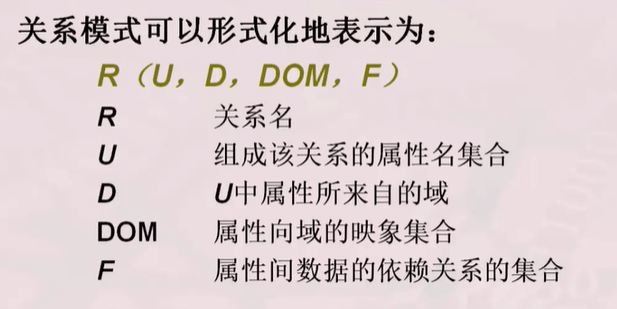 关系模式可以形式化地表示为：
R（U，D，DOM，F）
R 关系名
U 组成该关系的属性名集合
D U中属性所来自的域
DOM 属性向域的映象集合
F 属性间数据的依赖关系的集合